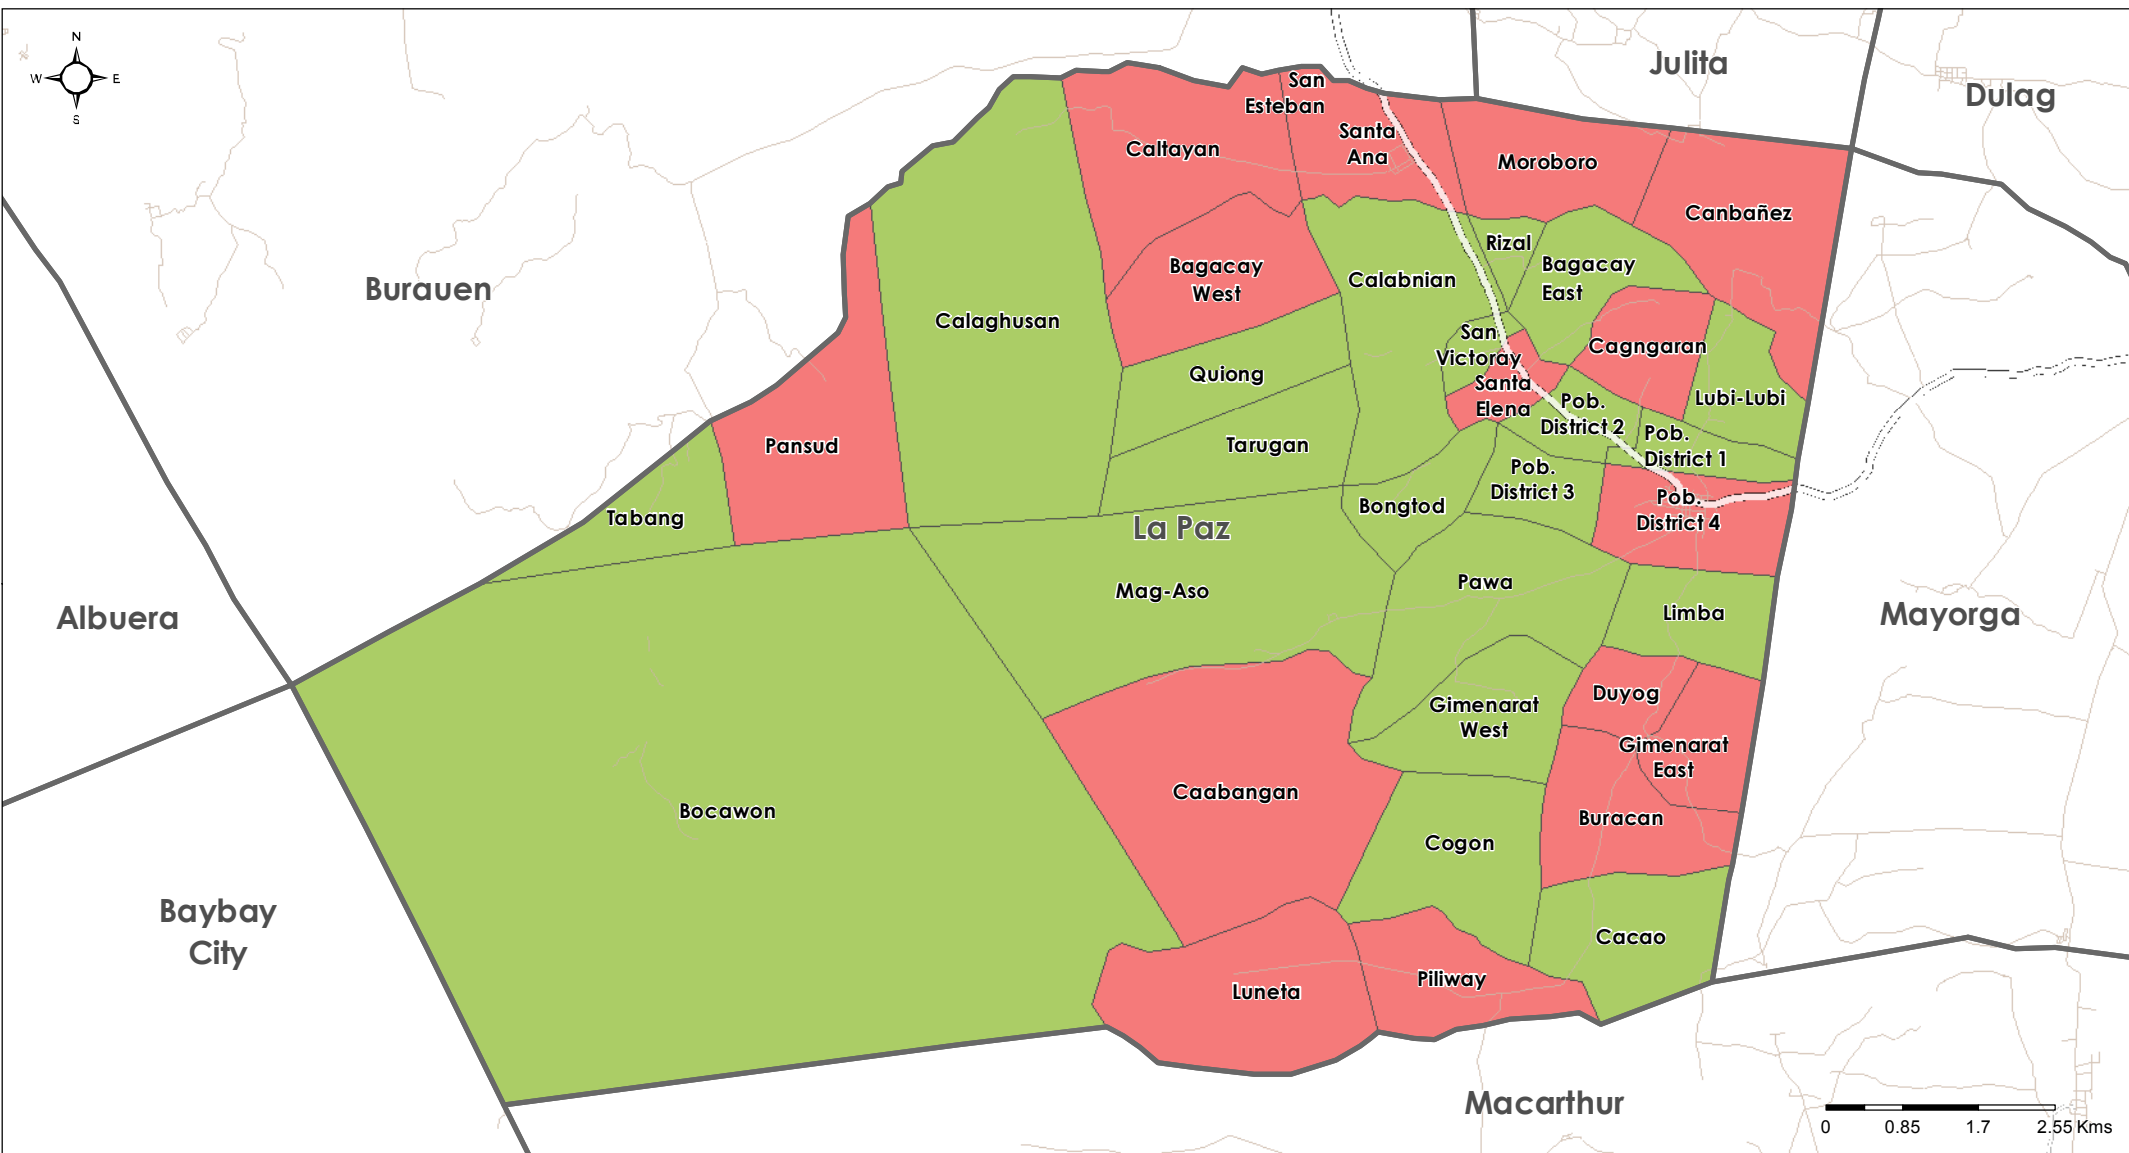 N
W
E
S
Julita
Dulag
San
Esteban
Santa
Ana
Caltayan
Moroboro
Canbañez
Rizal
Bagacay
East
Bagacay
West
Calabnian
Burauen
Calaghusan
San
Victoray
Cagngaran
Quiong
Santa
Elena
Lubi-Lubi
Pob.
District 2
Pob.
District 1
Pansud
Tarugan
Pob.
District 3
Bongtod
Pob.
District 4
Tabang
La Paz
Mag-Aso
Pawa
Limba
Albuera
Mayorga
Duyog
Gimenarat
West
Gimenarat
East
Caabangan
Bocawon
Buracan
Cogon
Baybay
City
Cacao
Piliway
Luneta
Macarthur
0 0.85 1.7 2.55 Kms